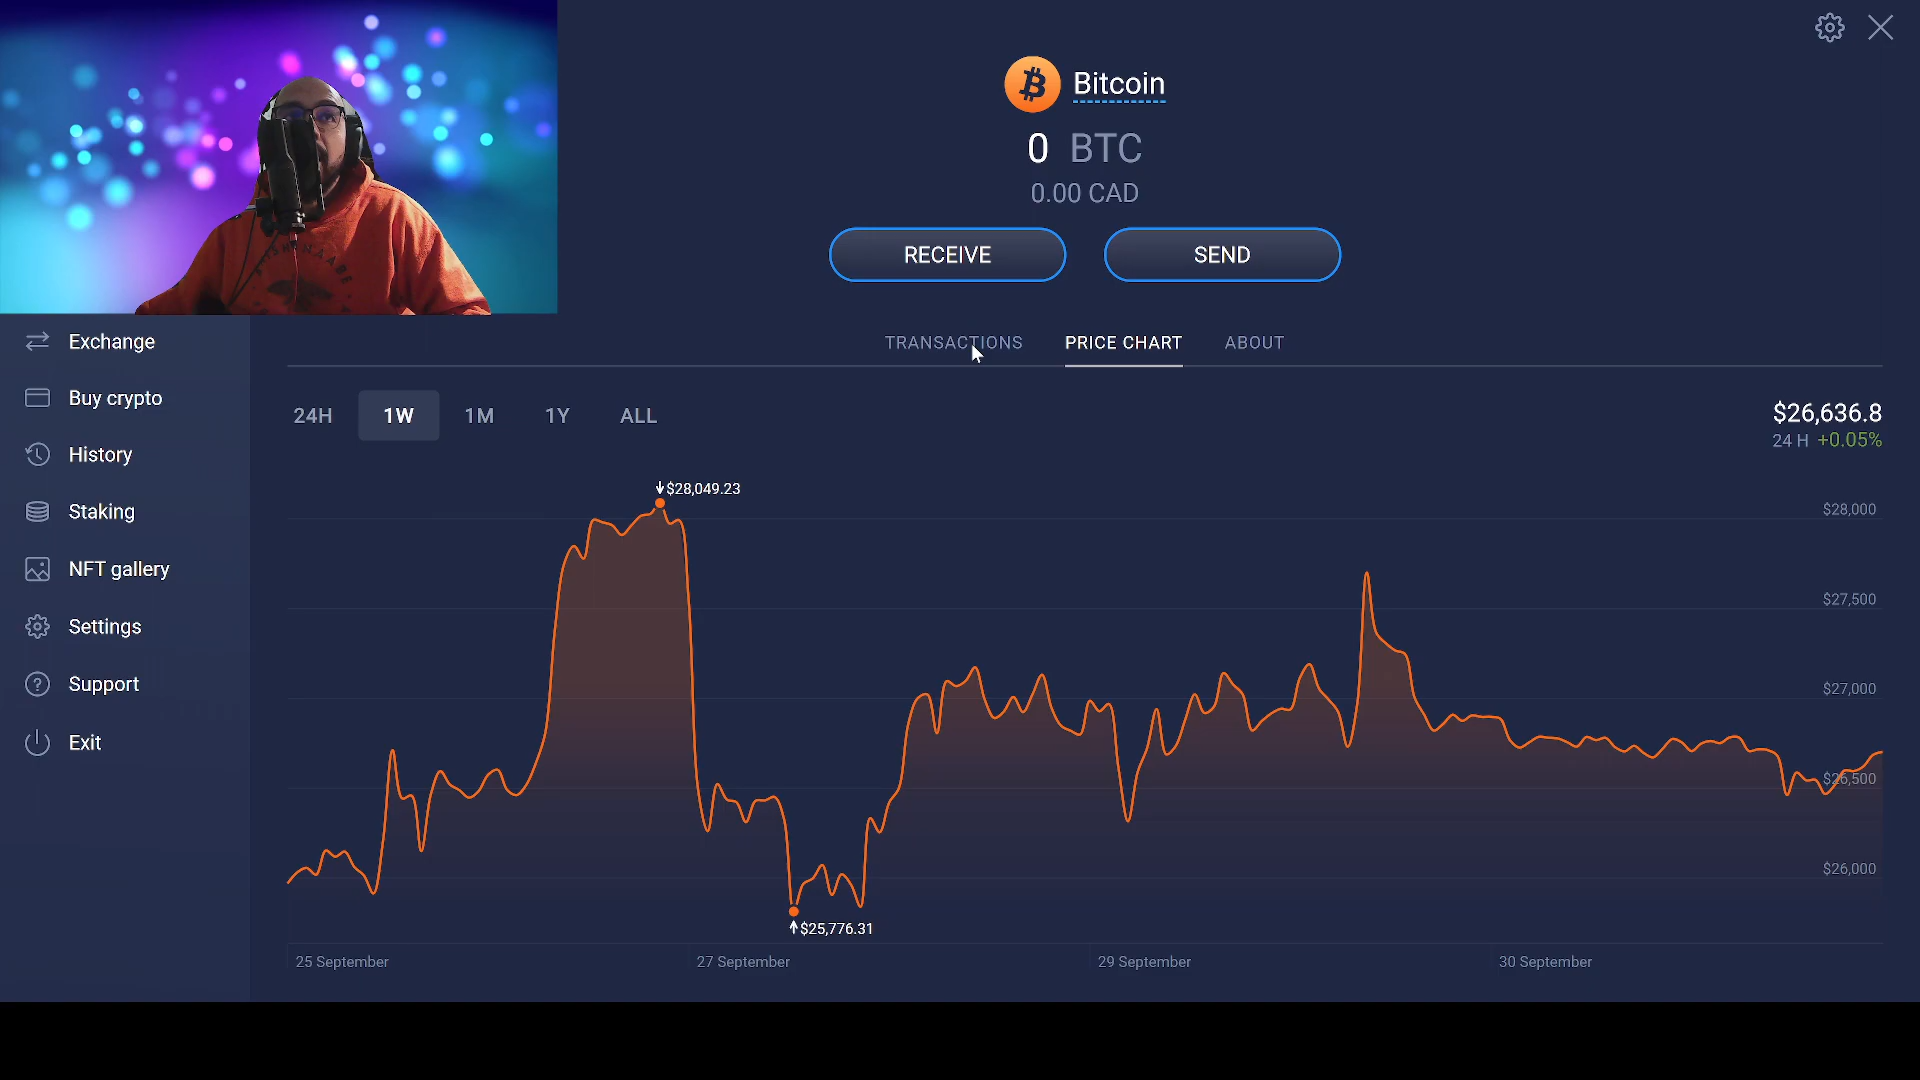 Bitcoin
0 BTC
0.00 CAD
RECEIVE
SEND
Exchange
Buy crypto
History
Staking
NFT gallery
Settings
Support
Exit
TRANSACTIONS
PRICE CHART
ABOUT
24H
1W
1M
1Y
ALL
$26,636.8
24 H +0.05%
$28,049.23
$28,000
$27,500
$27,000
$26,500
$26,000
$25,776.31
25 September
27 September
29 September
30 September